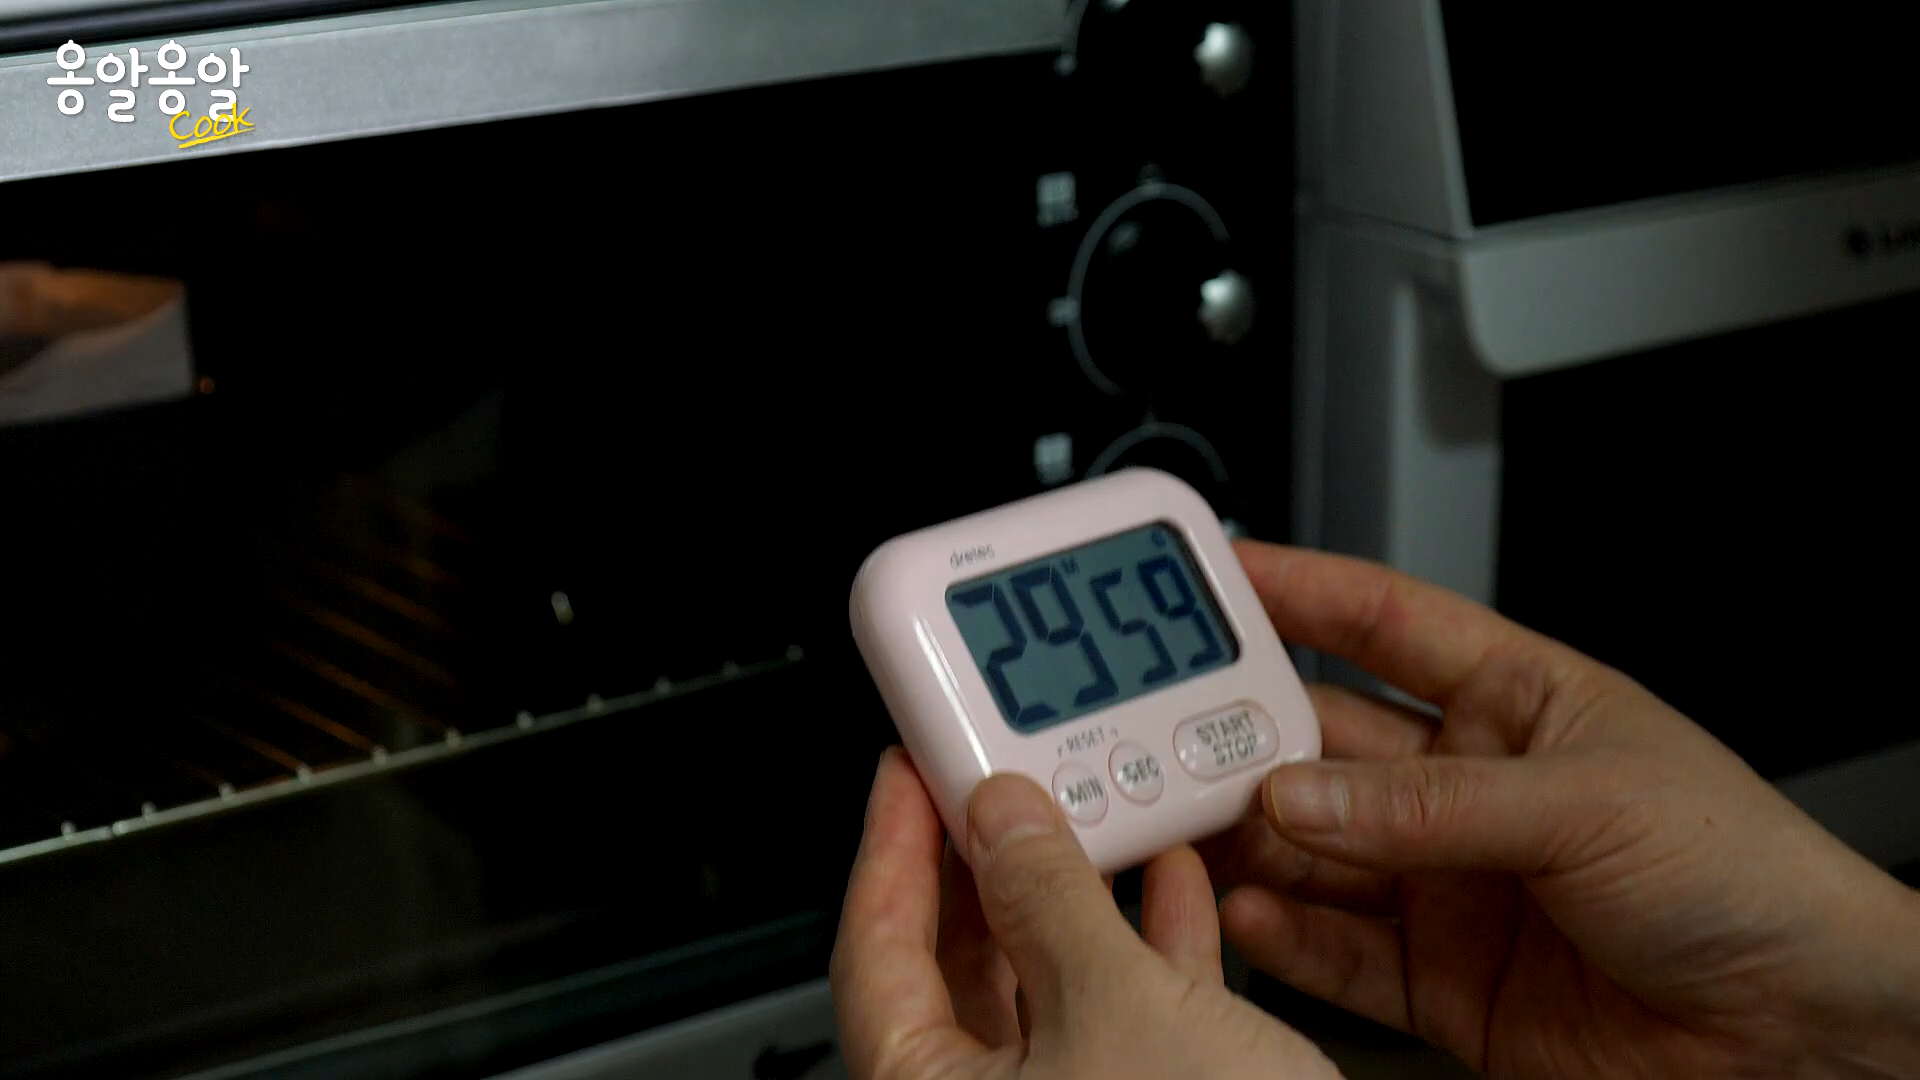 옹알옹알
Cook
dretec
M
29 59
RESET
MIN
SEC
START
STOP